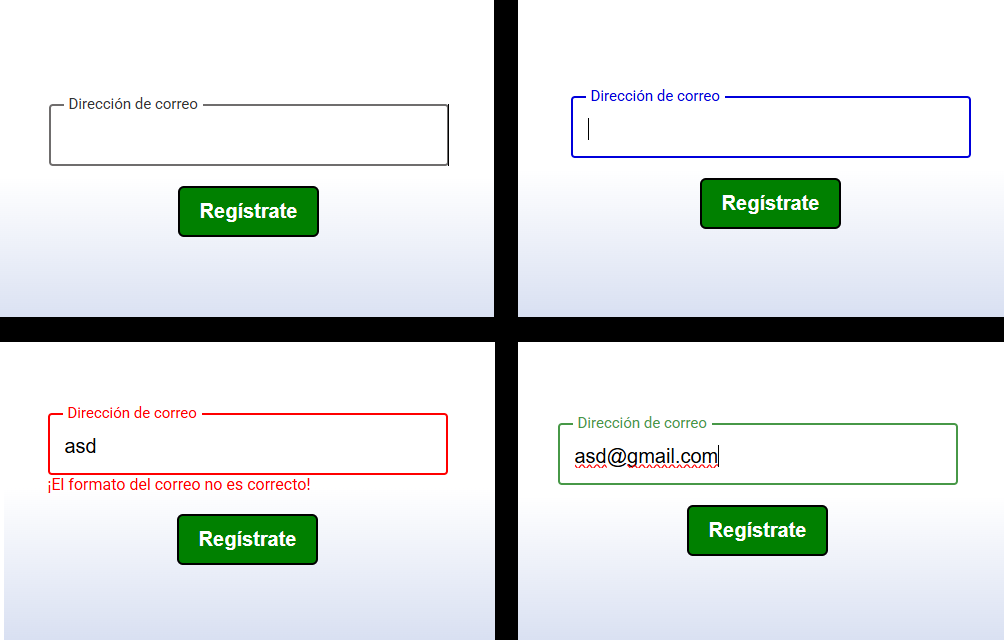 Dirección de correo
Regístrate
Dirección de correo
Regístrate
Dirección de correo
asd
¡El formato del correo no es correcto!
Regístrate
Dirección de correo
asd@gmail.com
Regístrate